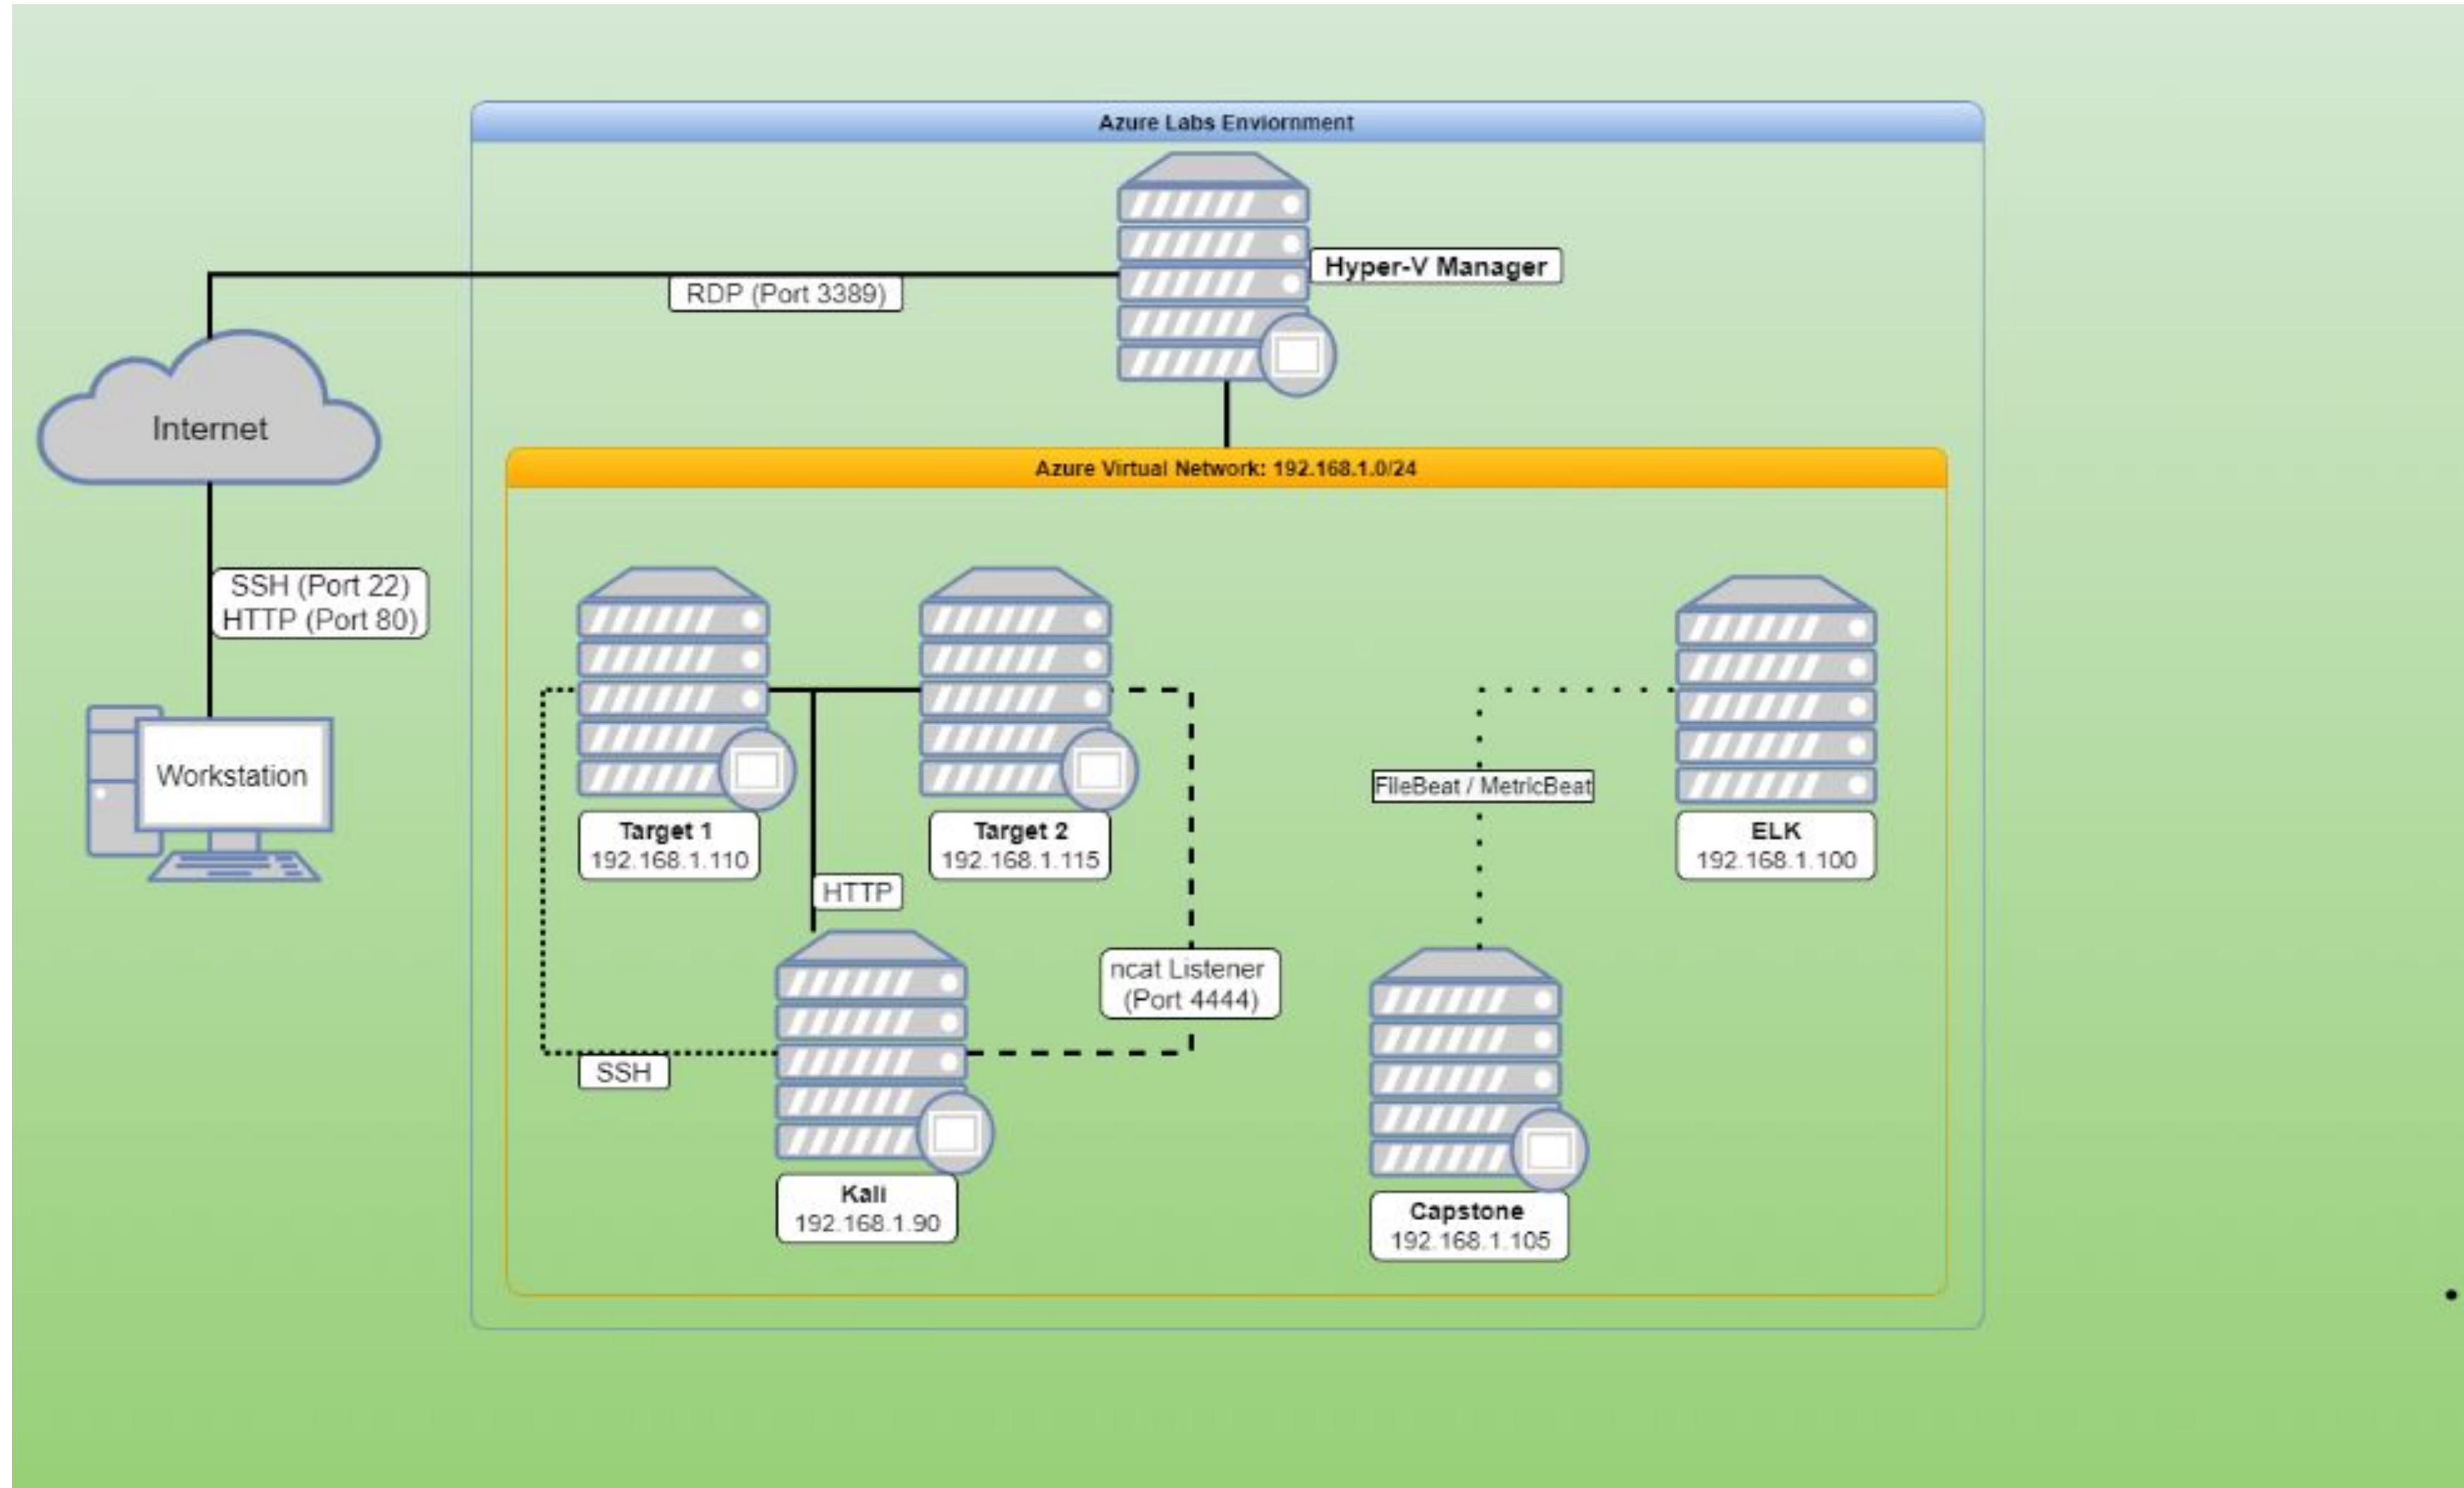 Azure Labs Enviornment
Hyper-V Manager
RDP (Port 3389)
Internet
Azure Virtual Network: 192.168.1.0/24
SSH (Port 22)
HTTP (Port 80)
Workstation
Target 1
192.168.1.110
Target 2
192.168.1.115
FIleBeat / MetricBeat
ELK
192.168.1.100
HTTP
ncat Listener
(Port 4444)
SSH
Kali
192.168.1.90
Capstone
192.168.1.105